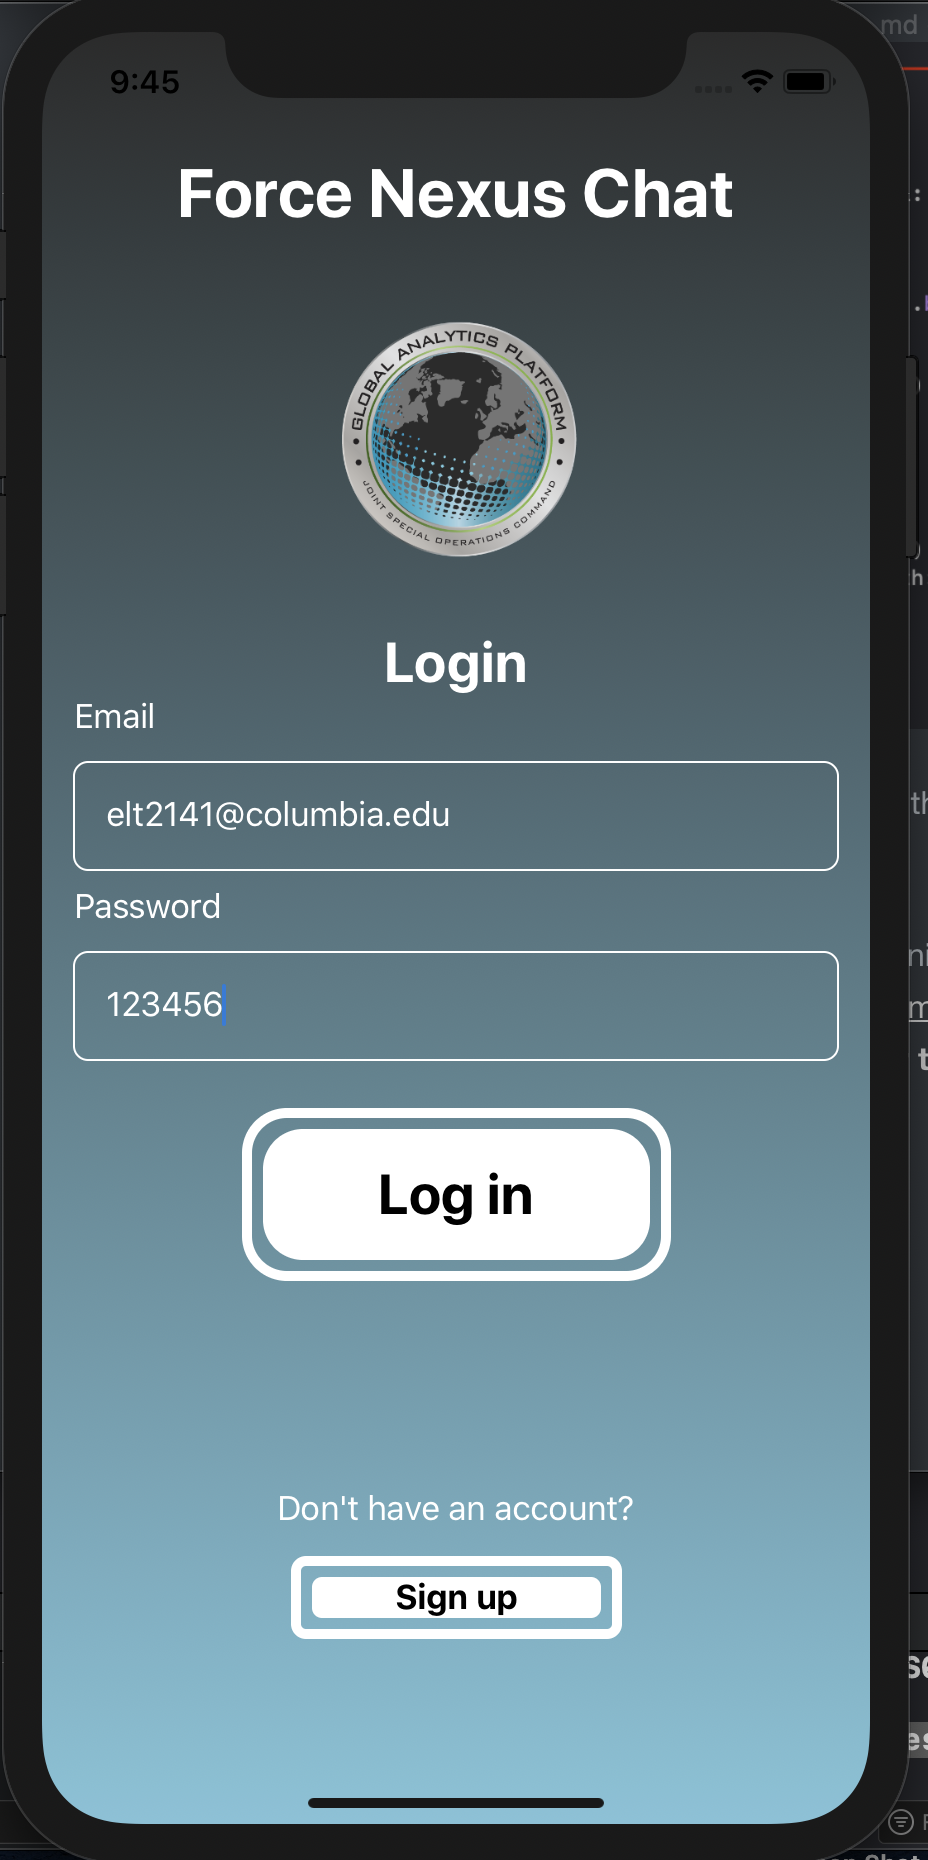 md
9:45
Force Nexus Chat
GLOBAL ANALYTICS PLATFORM
JOINT SPECIAL OPERATIONS COMMAND
Login
Email
elt2141@columbia.edu
Password
123456
Log in
Don't have an account?
Sign up